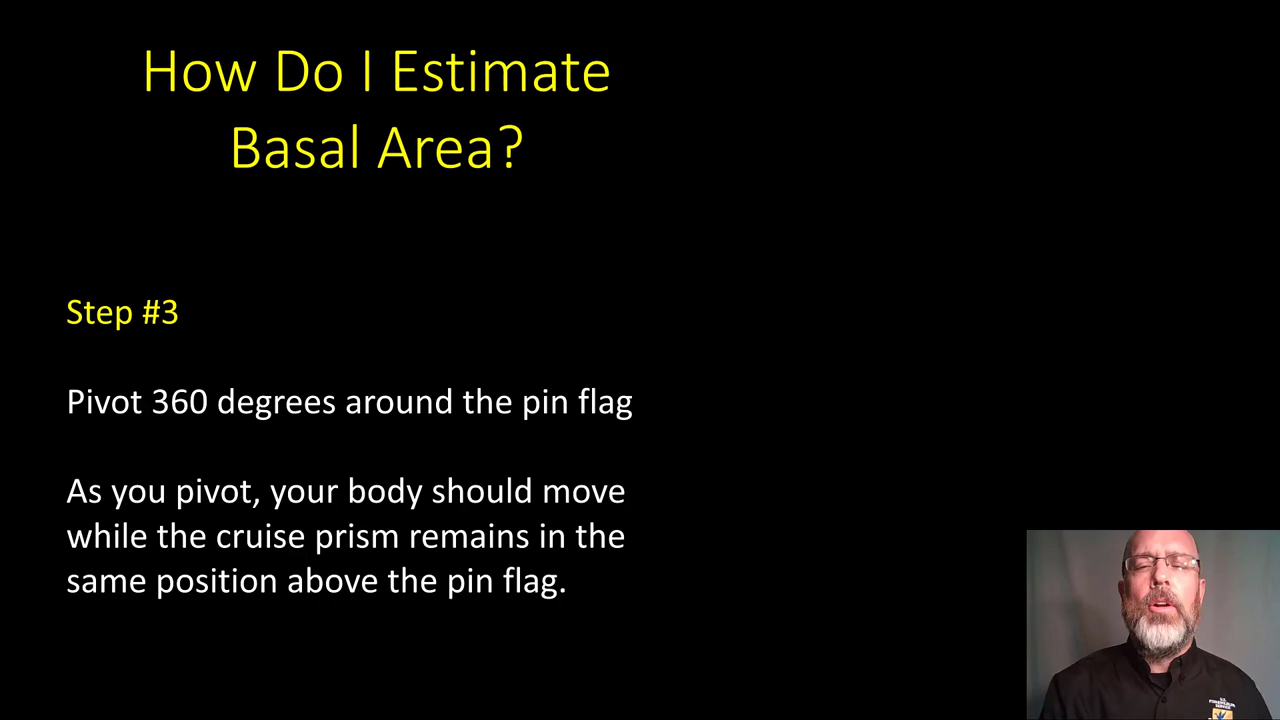 How Do I Estimate
Basal Area?
Step #3
Pivot 360 degrees around the pin flag
As you pivot, your body should move
while the cruise prism remains in the
same position above the pin flag.